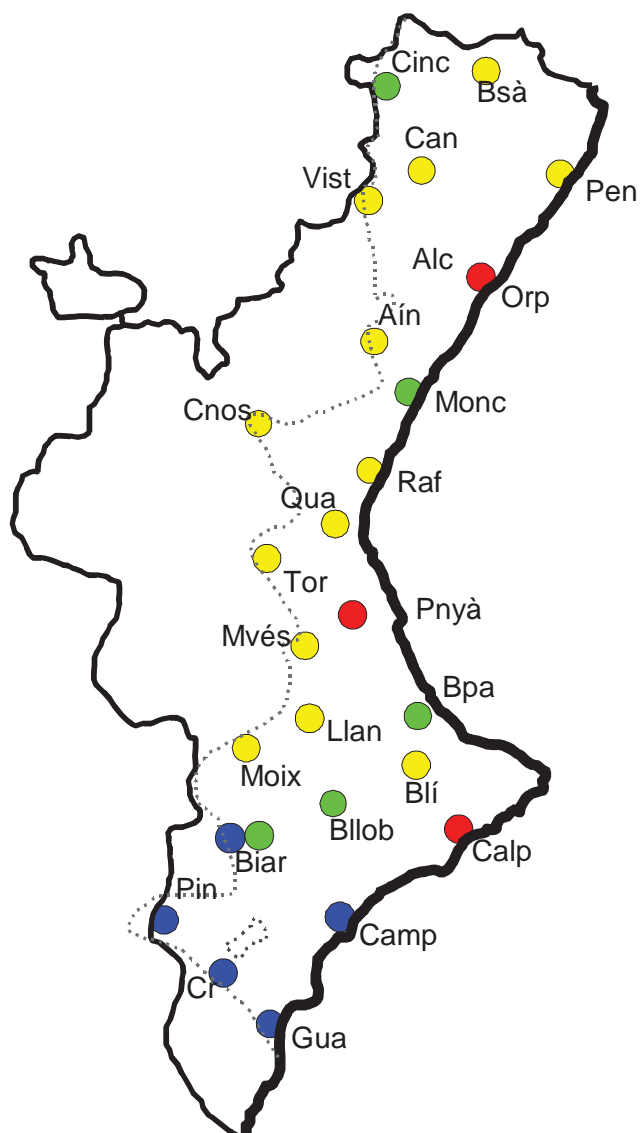 Cinc
Bsà
Can
Vist
Pen
Alc
Orp
Aín
Monc
Cnos
Raf
Qua
Tor
Pnyà
Mvés
Bpa
Llan
Moix
Blí
Bllob
Biar
Calp
Pin
Camp
Cr
Gua